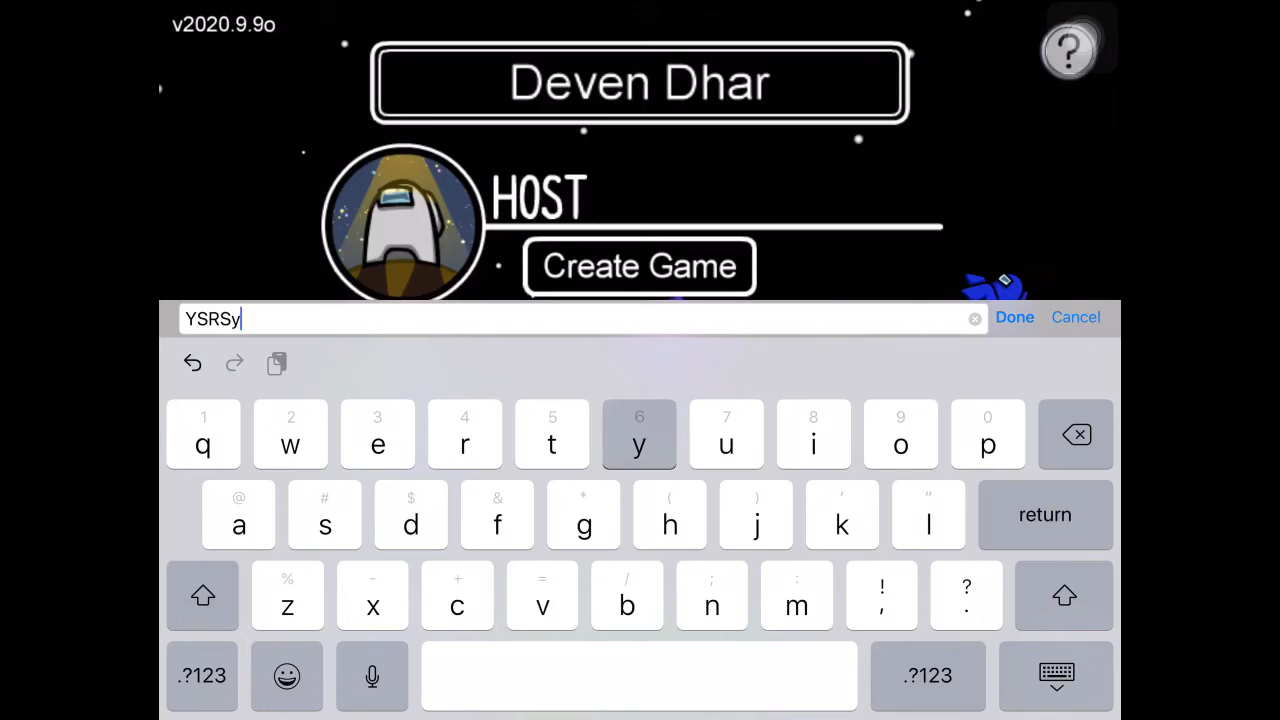 v2020.9.9o
?
Deven Dhar
HOST
Create Game
YSRSy Done Cancel
1 2 3 4 5 6 7 8 9 0
q w e r t y u i o p
@ # $ & * ( ) ' "
a s d f g h j k l return
% - + = / ; : ! ?
z x c v b n m , .
.?123 .?123